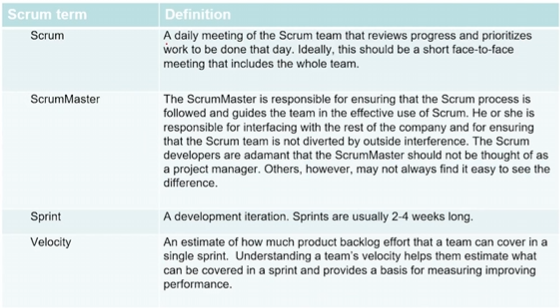 Scrum term Definition
Scrum A daily meeting of the Scrum team that reviews progress and prioritizes
work to be done that day. Ideally, this should be a short face-to-face
meeting that includes the whole team.
ScrumMaster The ScrumMaster is responsible for ensuring that the Scrum process is
followed and guides the team in the effective use of Scrum. He or she is
responsible for interfacing with the rest of the company and for ensuring
that the Scrum team is not diverted by outside interference. The Scrum
developers are adamant that the ScrumMaster should not be thought of as
a project manager. Others, however, may not always find it easy to see the
difference.
Sprint A development iteration. Sprints are usually 2-4 weeks long.
Velocity An estimate of how much product backlog effort that a team can cover in a
single sprint. Understanding a team's velocity helps them estimate what
can be covered in a sprint and provides a basis for measuring improving
performance.